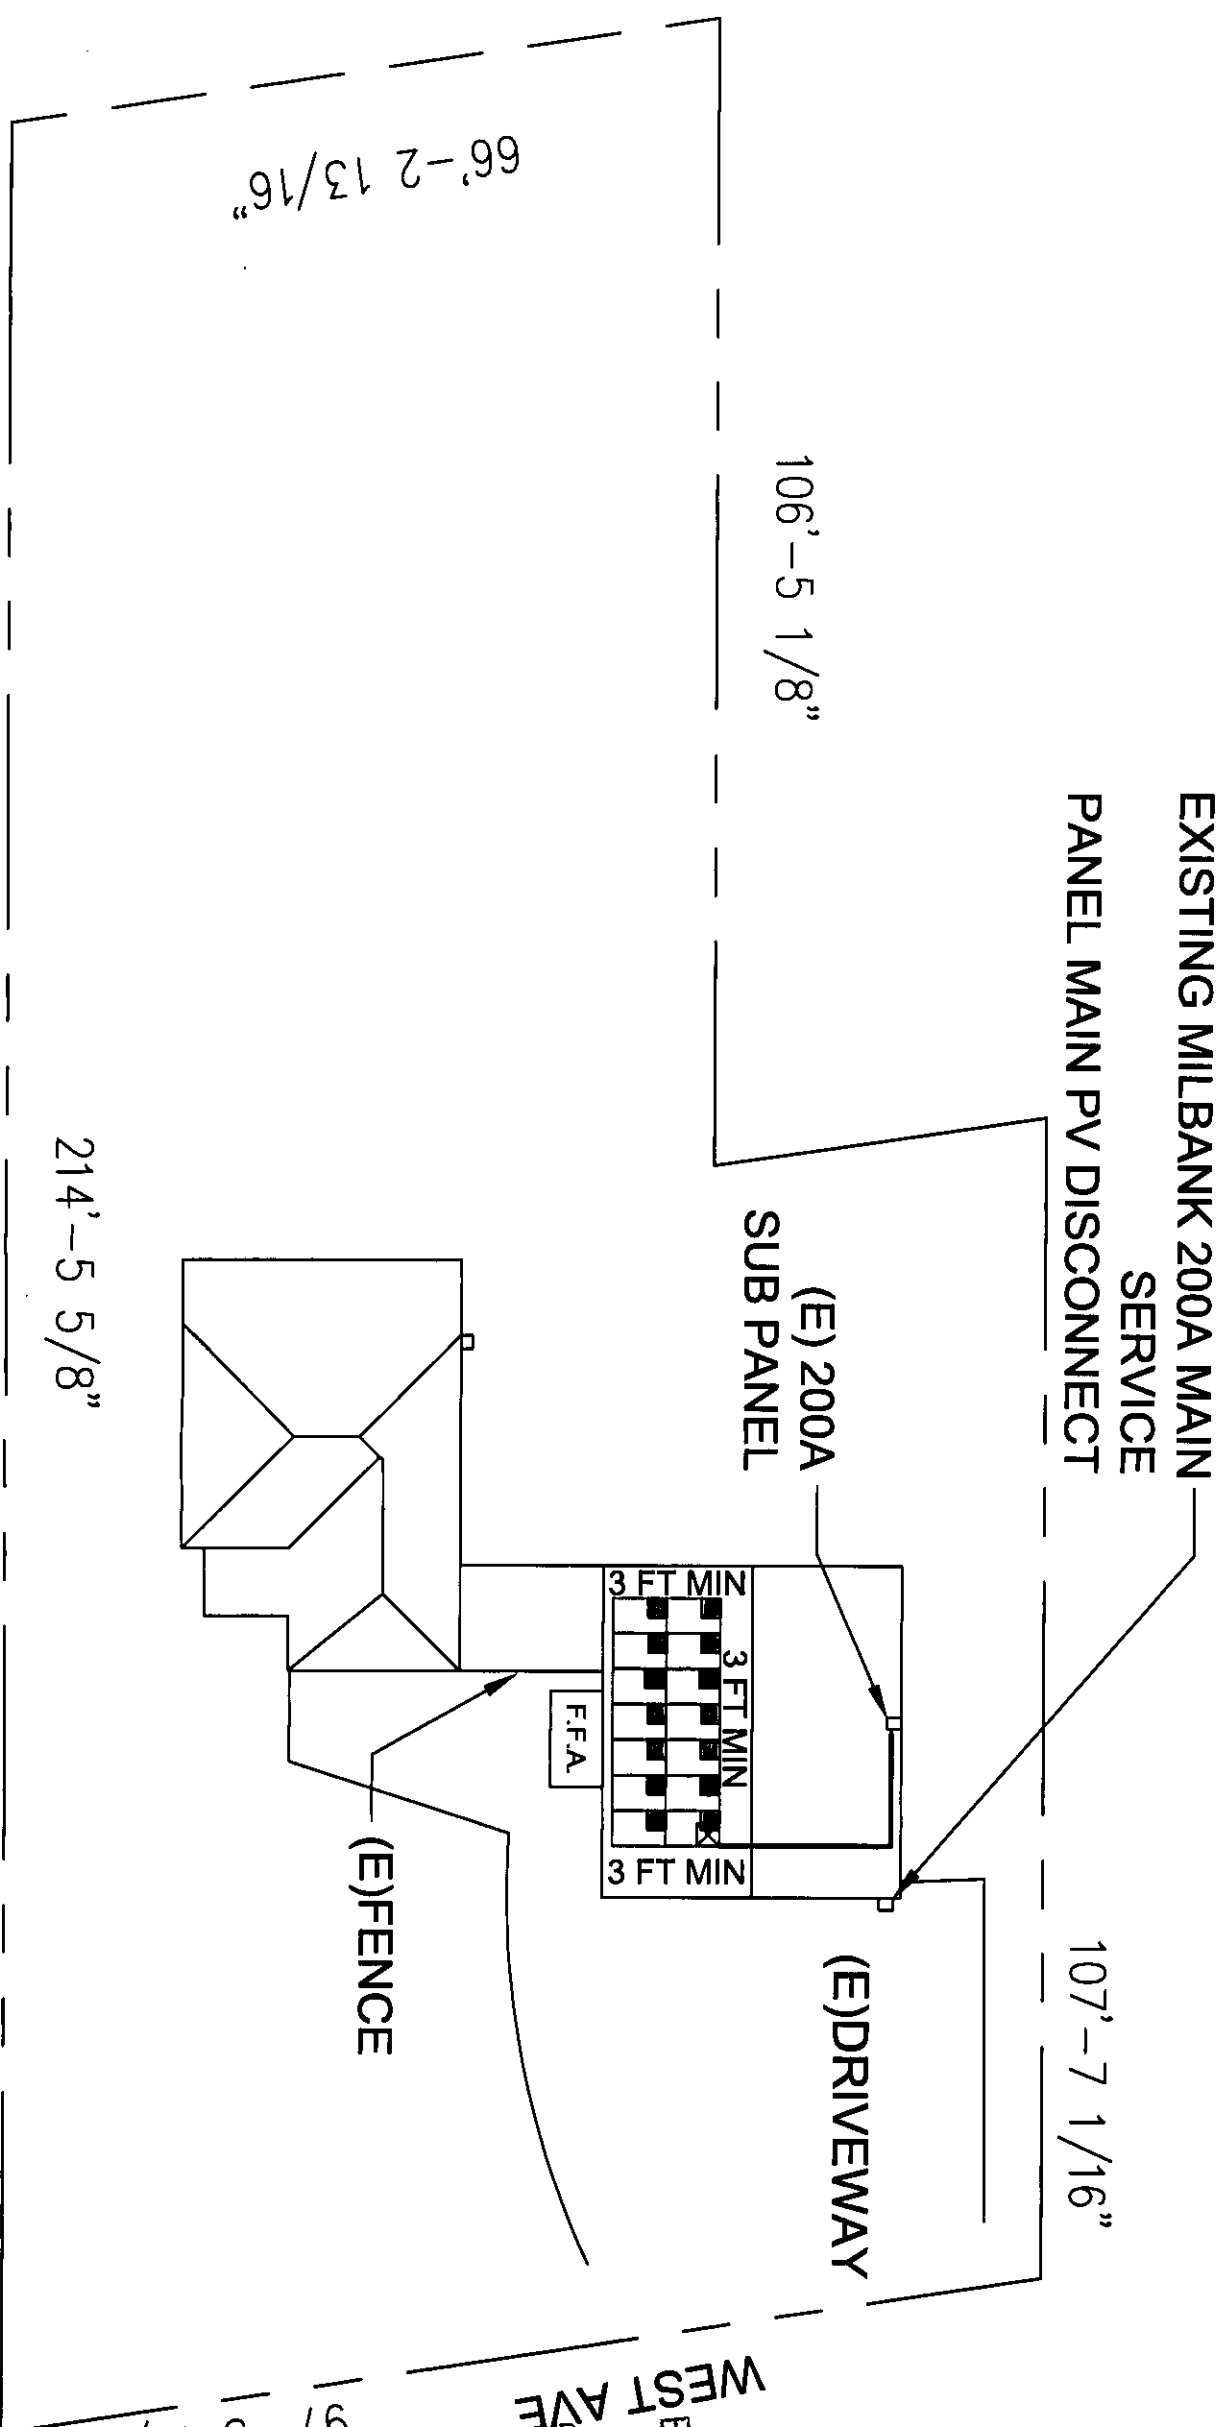 EXISTING MILBANK 200A MAIN
SERVICE
PANEL MAIN PV DISCONNECT
106'-5 1/8"
107'-7 1/16"
(E) 200A
SUB PANEL
(E)DRIVEWAY
3 FT MIN
3 FT MIN
3 FT MIN
F.F.A.
(E)FENCE
66'-2 13/16"
214'-5 5/8"
WEST AVE